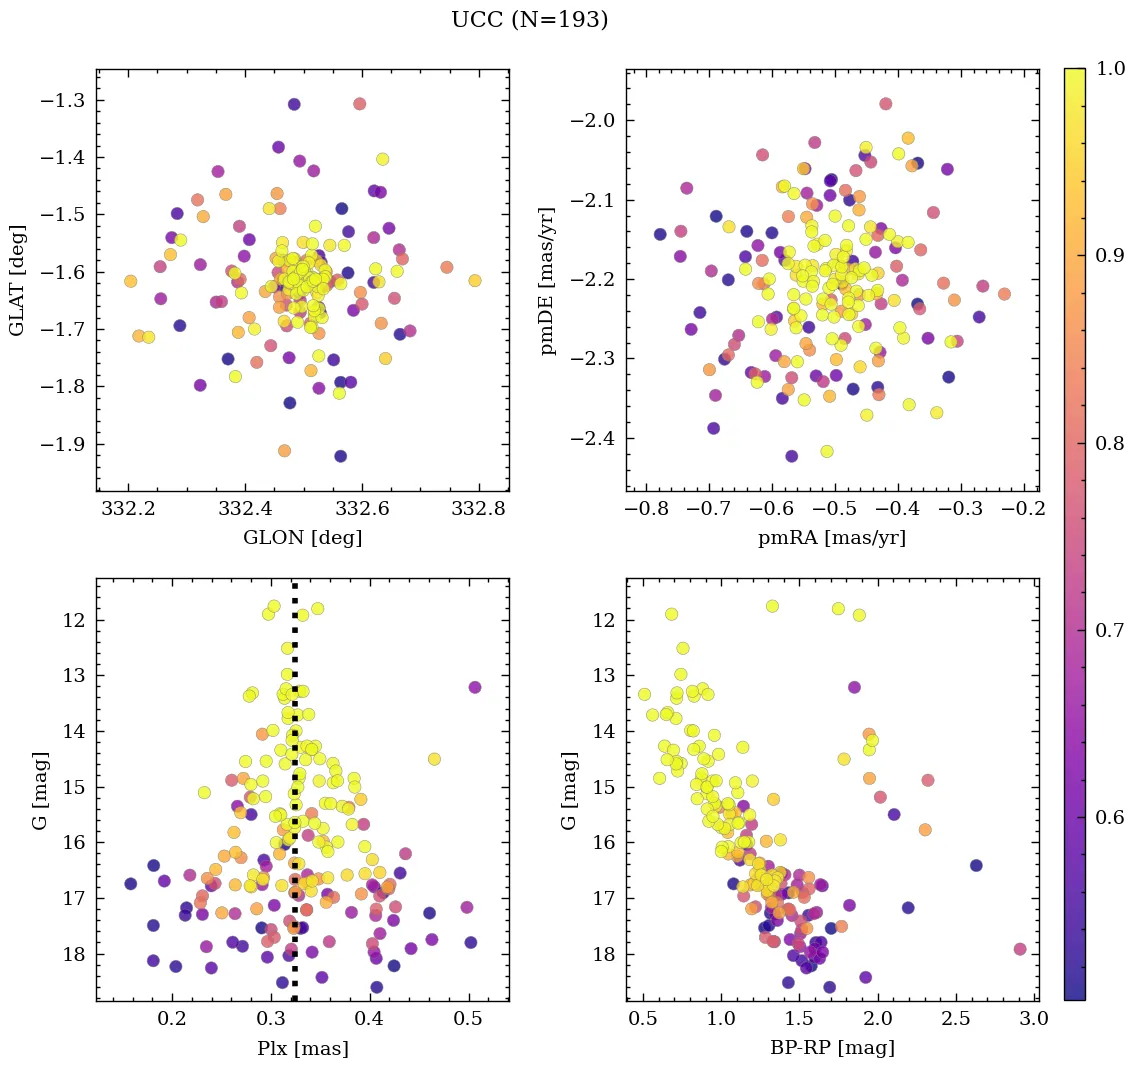 UCC (N=193)
−1.3
−1.4
−1.5
−1.6
−1.7
−1.8
−1.9
GLAT [deg]
332.2 332.4 332.6 332.8
GLON [deg]
−2.0
−2.1
−2.2
−2.3
−2.4
pmDE [mas/yr]
−0.8 −0.7 −0.6 −0.5 −0.4 −0.3 −0.2
pmRA [mas/yr]
1.0
0.9
0.8
0.7
0.6
12
13
14
15
16
17
18
G [mag]
0.2 0.3 0.4 0.5
Plx [mas]
12
13
14
15
16
17
18
G [mag]
0.5 1.0 1.5 2.0 2.5 3.0
BP-RP [mag]